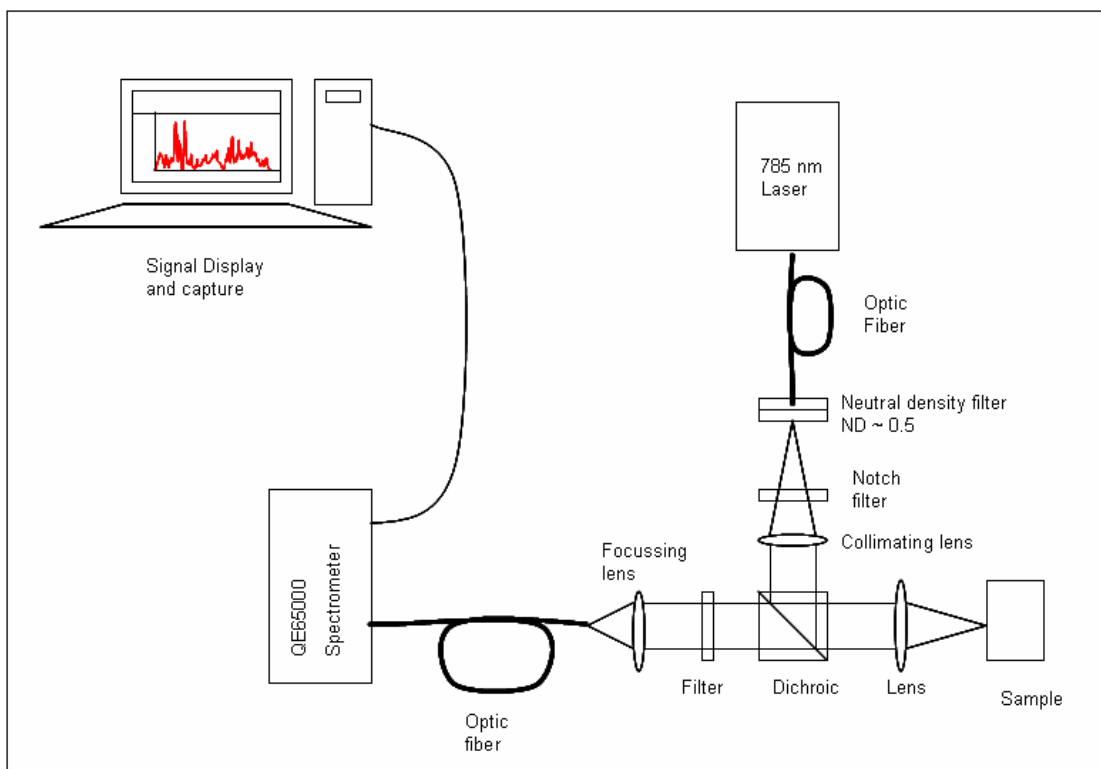 785 nm
Laser
Signal Display
and capture
Optic
Fiber
Neutral density filter
ND ~ 0.5
Notch
filter
Collimating lens
Focussing
lens
QE65000
Spectrometer
Filter
Dichroic
Lens
Sample
Optic
fiber